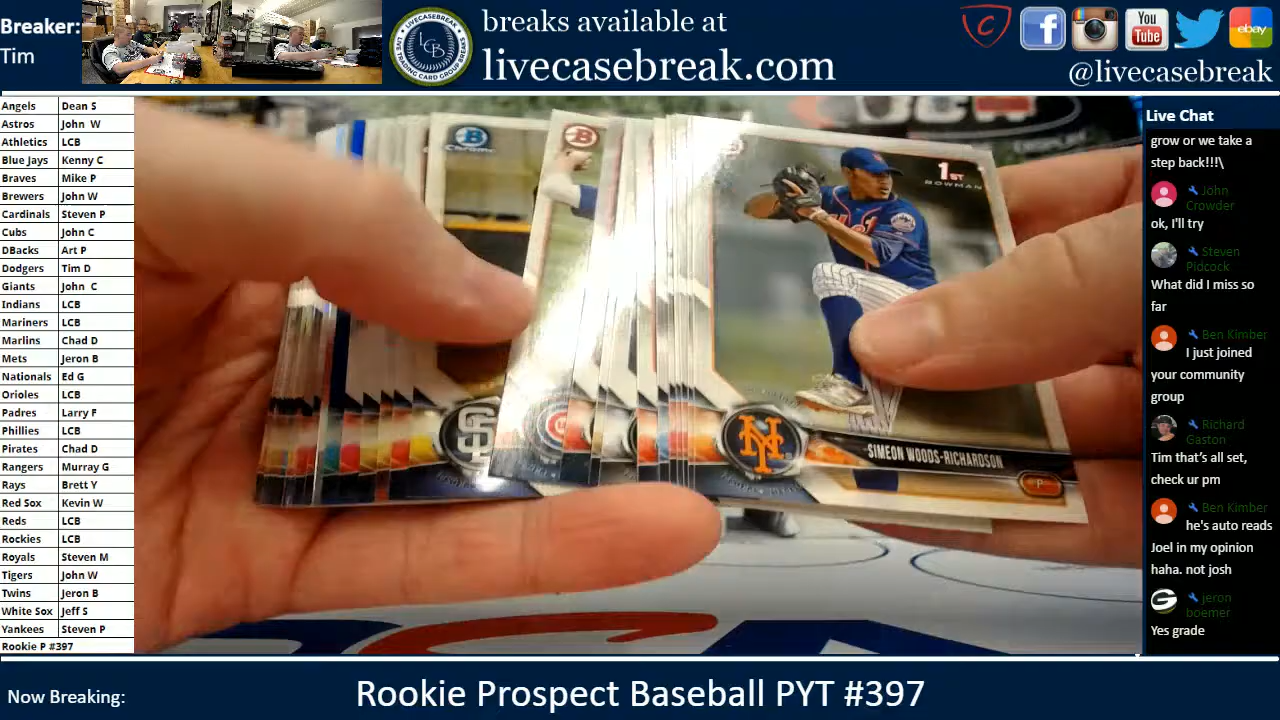 Breaker:
Tim
LCB
breaks available at
livecasebreak.com
You
Tube
ebay
@livecasebreak
Angels Dean S
Astros John W
Athletics LCB
Blue Jays Kenny C
Braves Mike P
Brewers John W
Cardinals Steven P
Cubs John C
DBacks Art P
Dodgers Tim D
Giants John C
Indians LCB
Mariners LCB
Marlins Chad D
Mets Jeron B
Nationals Ed G
Orioles LCB
Padres Larry F
Phillies LCB
Pirates Chad D
Rangers Murray G
Rays Brett Y
Red Sox Kevin W
Reds LCB
Rockies LCB
Royals Steven M
Tigers John W
Twins Jeron B
White Sox Jeff S
Yankees Steven P
Rookie P #397
B
Chrome
B
1ST
BOWMAN
SIMEON WOODS-RICHARDSON
P
Live Chat
grow or we take a
step back!!!\
John
Crowder
ok, I'll try
Steven
Pidcock
What did I miss so
far
Ben Kimber
I just joined
your community
group
Richard
Gaston
Tim that's all set,
check ur pm
Ben Kimber
he's auto reads
Joel in my opinion
haha. not josh
jeron
boemer
Yes grade
Now Breaking:
Rookie Prospect Baseball PYT #397